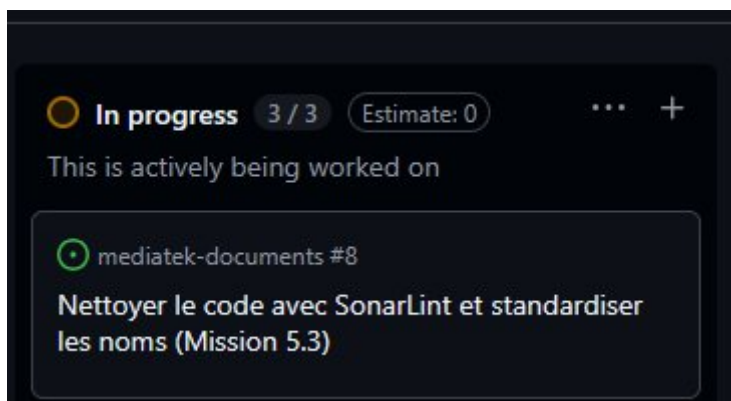 In progress 3 / 3 Estimate: 0
This is actively being worked on
mediatek-documents #8
Nettoyer le code avec SonarLint et standardiser
les noms (Mission 5.3)